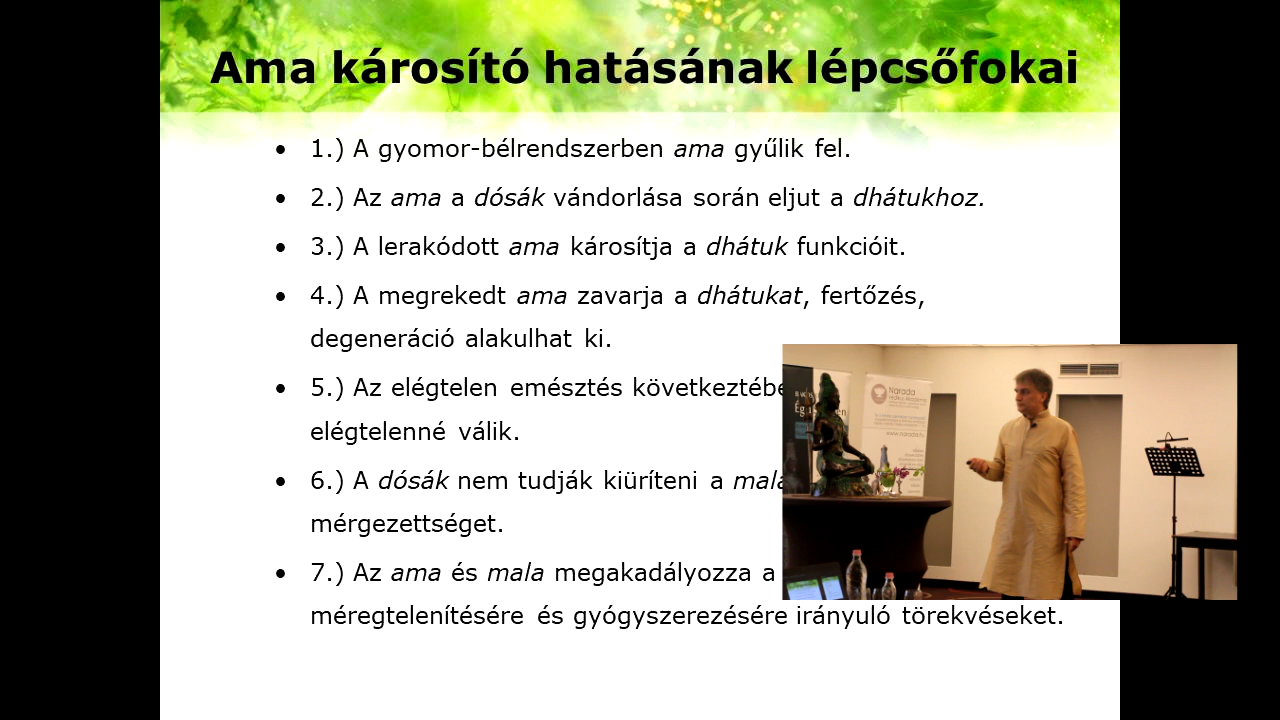 Ama károsító hatásának lépcsőfokai
• 1.) A gyomor-bélrendszerben ama gyűlik fel.
• 2.) Az ama a dósák vándorlása során eljut a dhátukhoz.
• 3.) A lerakódott ama károsítja a dhátuk funkcióit.
• 4.) A megrekedt ama zavarja a dhátukat, fertőzés,
degeneráció alakulhat ki.
• 5.) Az elégtelen emésztés
elégtelenné válik.
• 6.) A dósák nem tudják kiüríteni a
mérgezettséget.
• 7.) Az ama és mala megakadályozza a
méregtelenítésére és gyógyszerezésére irányuló törekvéseket.
Narada